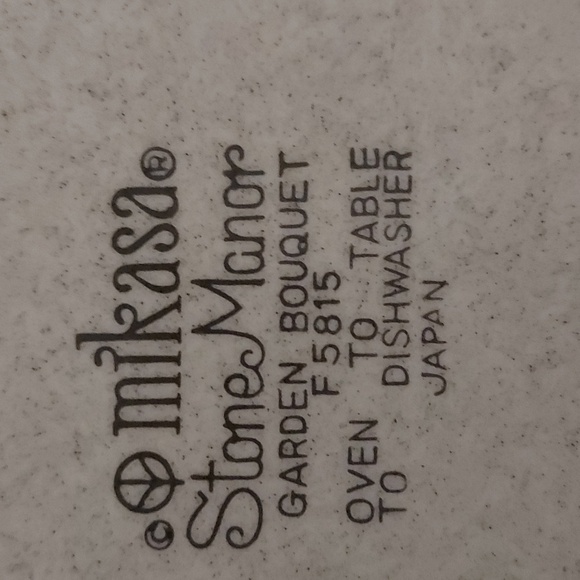 © mikasa®
Stone Manor
GARDEN BOUQUET
F5815
OVEN TO TABLE
TO DISHWASHER
JAPAN